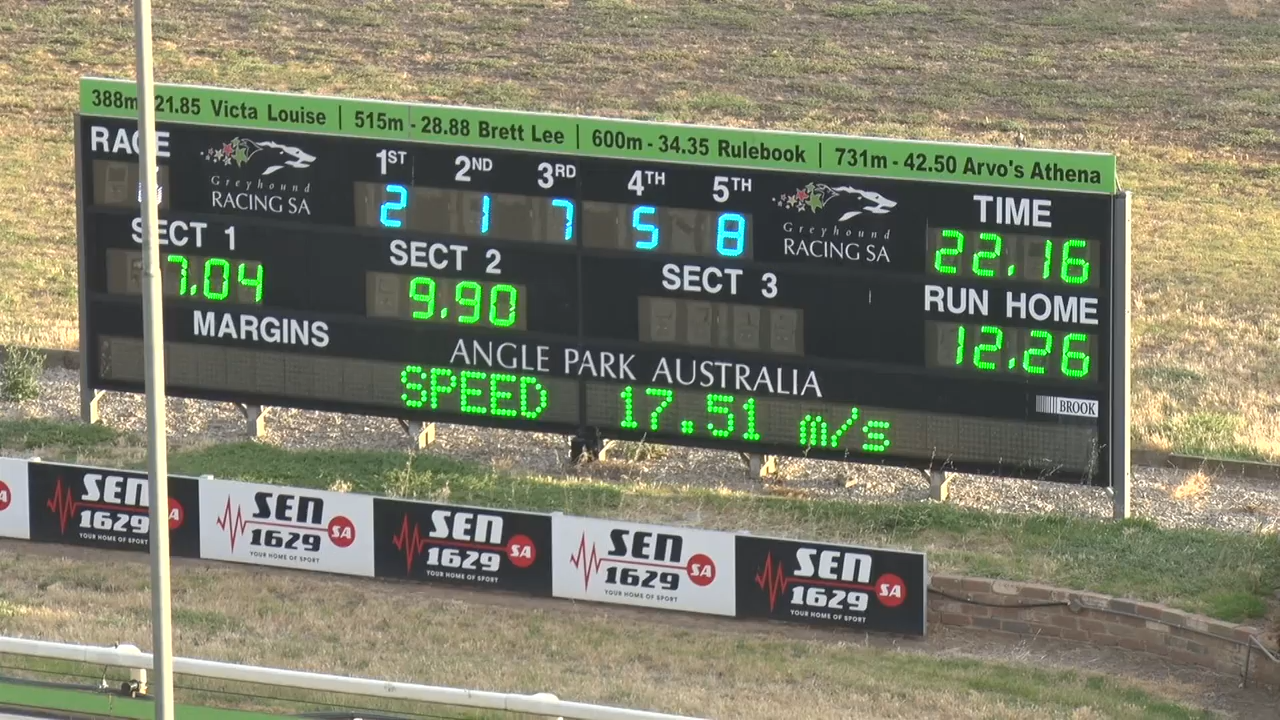 388m 21.85 Victa Louise | 515m - 28.88 Brett Lee | 600m - 34.35 Rulebook | 731m - 42.50 Arvo's Athena
RACE
Greyhound
RACING SA
1ST 2ND 3RD 4TH 5TH
2 1 7 5 8
Greyhound
RACING SA
TIME
22.16
SECT 1
7.04
SECT 2
9.90
SECT 3
RUN HOME
12.26
MARGINS
ANGLE PARK AUSTRALIA
SPEED 17.51 m/s
BROOK
SEN
1629
YOUR HOME OF SPORT
SEN
1629
SA
YOUR HOME OF SPORT
SEN
1629
SA
YOUR HOME OF SPORT
SEN
1629
SA
YOUR HOME OF SPORT
SEN
1629
SA
YOUR HOME OF SPORT